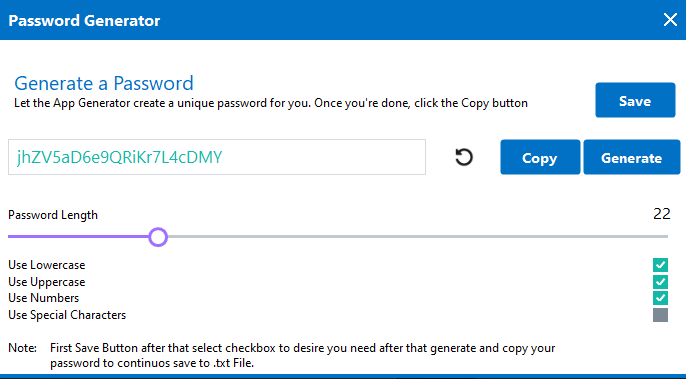 Password Generator
Generate a Password
Let the App Generator create a unique password for you. Once you're done, click the Copy button
Save
jhZV5aD6e9QRiKr7L4cDMY
Copy
Generate
Password Length
22
Use Lowercase
Use Uppercase
Use Numbers
Use Special Characters
Note: First Save Button after that select checkbox to desire you need after that generate and copy your
password to continuos save to .txt File.